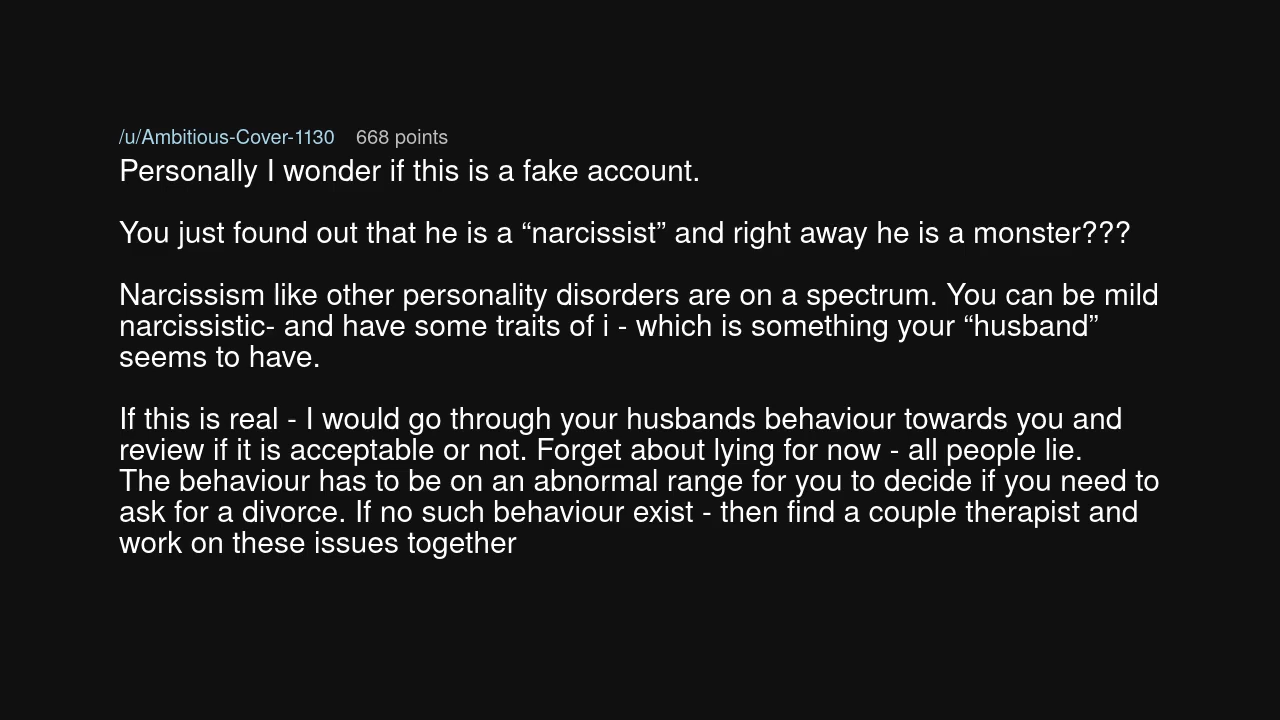 /u/Ambitious-Cover-1130 668 points
Personally I wonder if this is a fake account.
You just found out that he is a “narcissist” and right away he is a monster???
Narcissism like other personality disorders are on a spectrum. You can be mild
narcissistic- and have some traits of i - which is something your “husband”
seems to have.
If this is real - I would go through your husbands behaviour towards you and
review if it is acceptable or not. Forget about lying for now - all people lie.
The behaviour has to be on an abnormal range for you to decide if you need to
ask for a divorce. If no such behaviour exist - then find a couple therapist and
work on these issues together